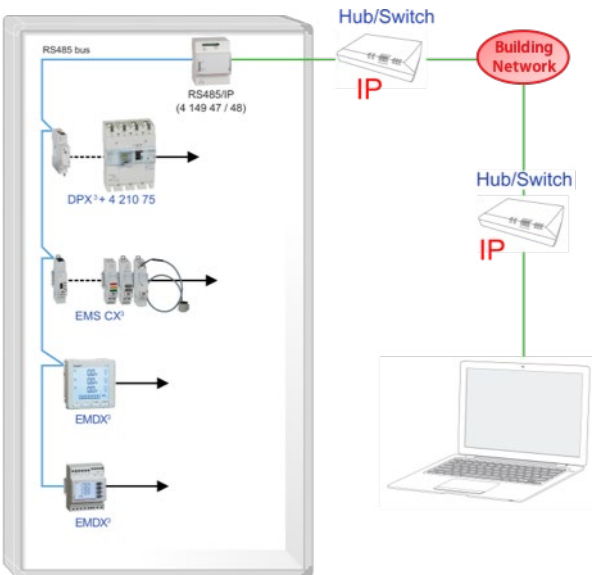 Hub/Switch
RS485 bus
IP
Building
Network
RS485/IP
(4 149 47 / 48)
DPX³ + 4 210 75
Hub/Switch
IP
EMS CX³
EMDX³
EMDX³